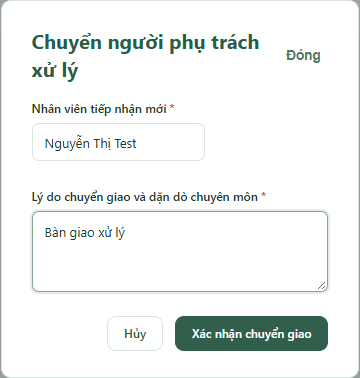 Chuyển người phụ trách
xử lý
Đóng
Nhân viên tiếp nhận mới *
Nguyễn Thị Test
Lý do chuyển giao và dặn dò chuyên môn *
Bàn giao xử lý
Hủy
Xác nhận chuyển giao